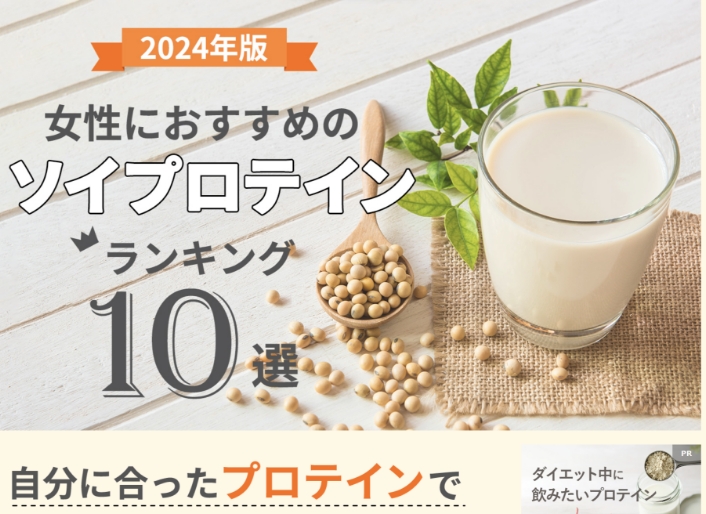 2024年版
女性におすすめの
ソイプロテイン
ランキング
10選
自分に合ったプロテインで
PR
ダイエット中に
飲みたいプロテイン